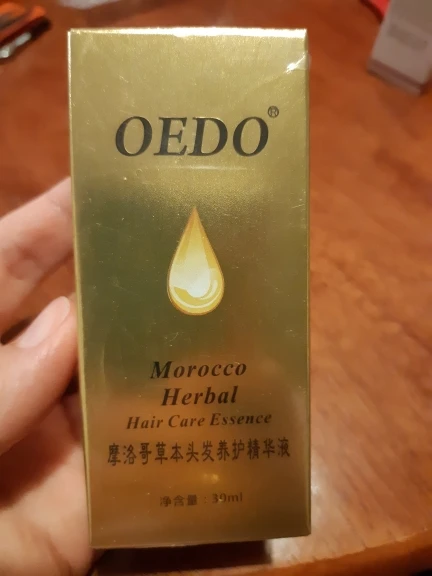 OEDO®
Morocco
Herbal
Hair Care Essence
摩洛哥草本头发养护精华液
净含量：30ml